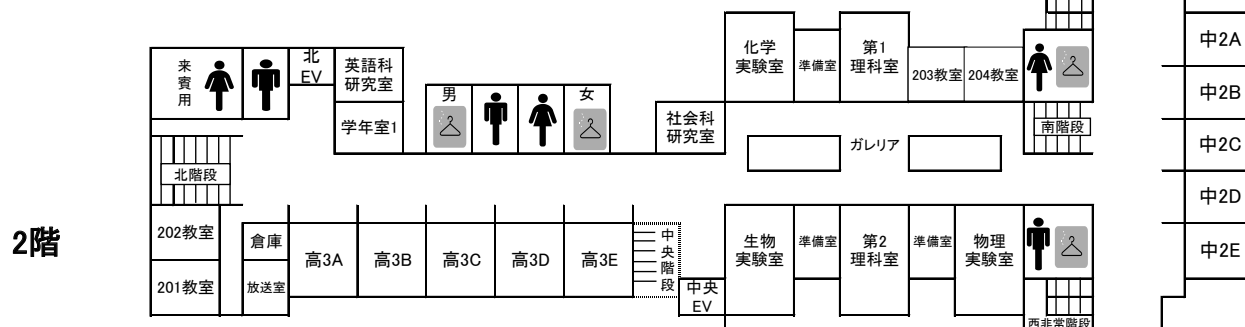 来
賓
用
北
EV
英語科
研究室
学年室1
男
女
社会科
研究室
化学
実験室
準備室
第1
理科室
203教室
204教室
南階段
ガレリア
北階段
2階
202教室
201教室
倉庫
放送室
高3A
高3B
高3C
高3D
高3E
中
央
階
段
中央
EV
生物
実験室
準備室
第2
理科室
準備室
物理
実験室
西非常階段
中2A
中2B
中2C
中2D
中2E